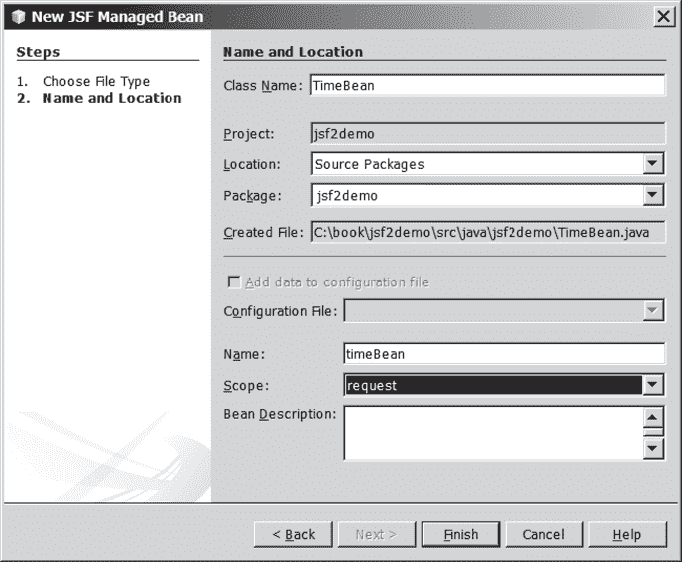 New JSF Managed Bean
Steps
1. Choose File Type
2. Name and Location
Name and Location
Class Name: TimeBean
Project: jsf2demo
Location: Source Packages
Package: jsf2demo
Created File: C:\book\jsf2demo\src\java\jsf2demo\TimeBean.java
Add data to configuration file
Configuration File:
Name: timeBean
Scope: request
Bean Description:
< Back Next > Finish Cancel Help